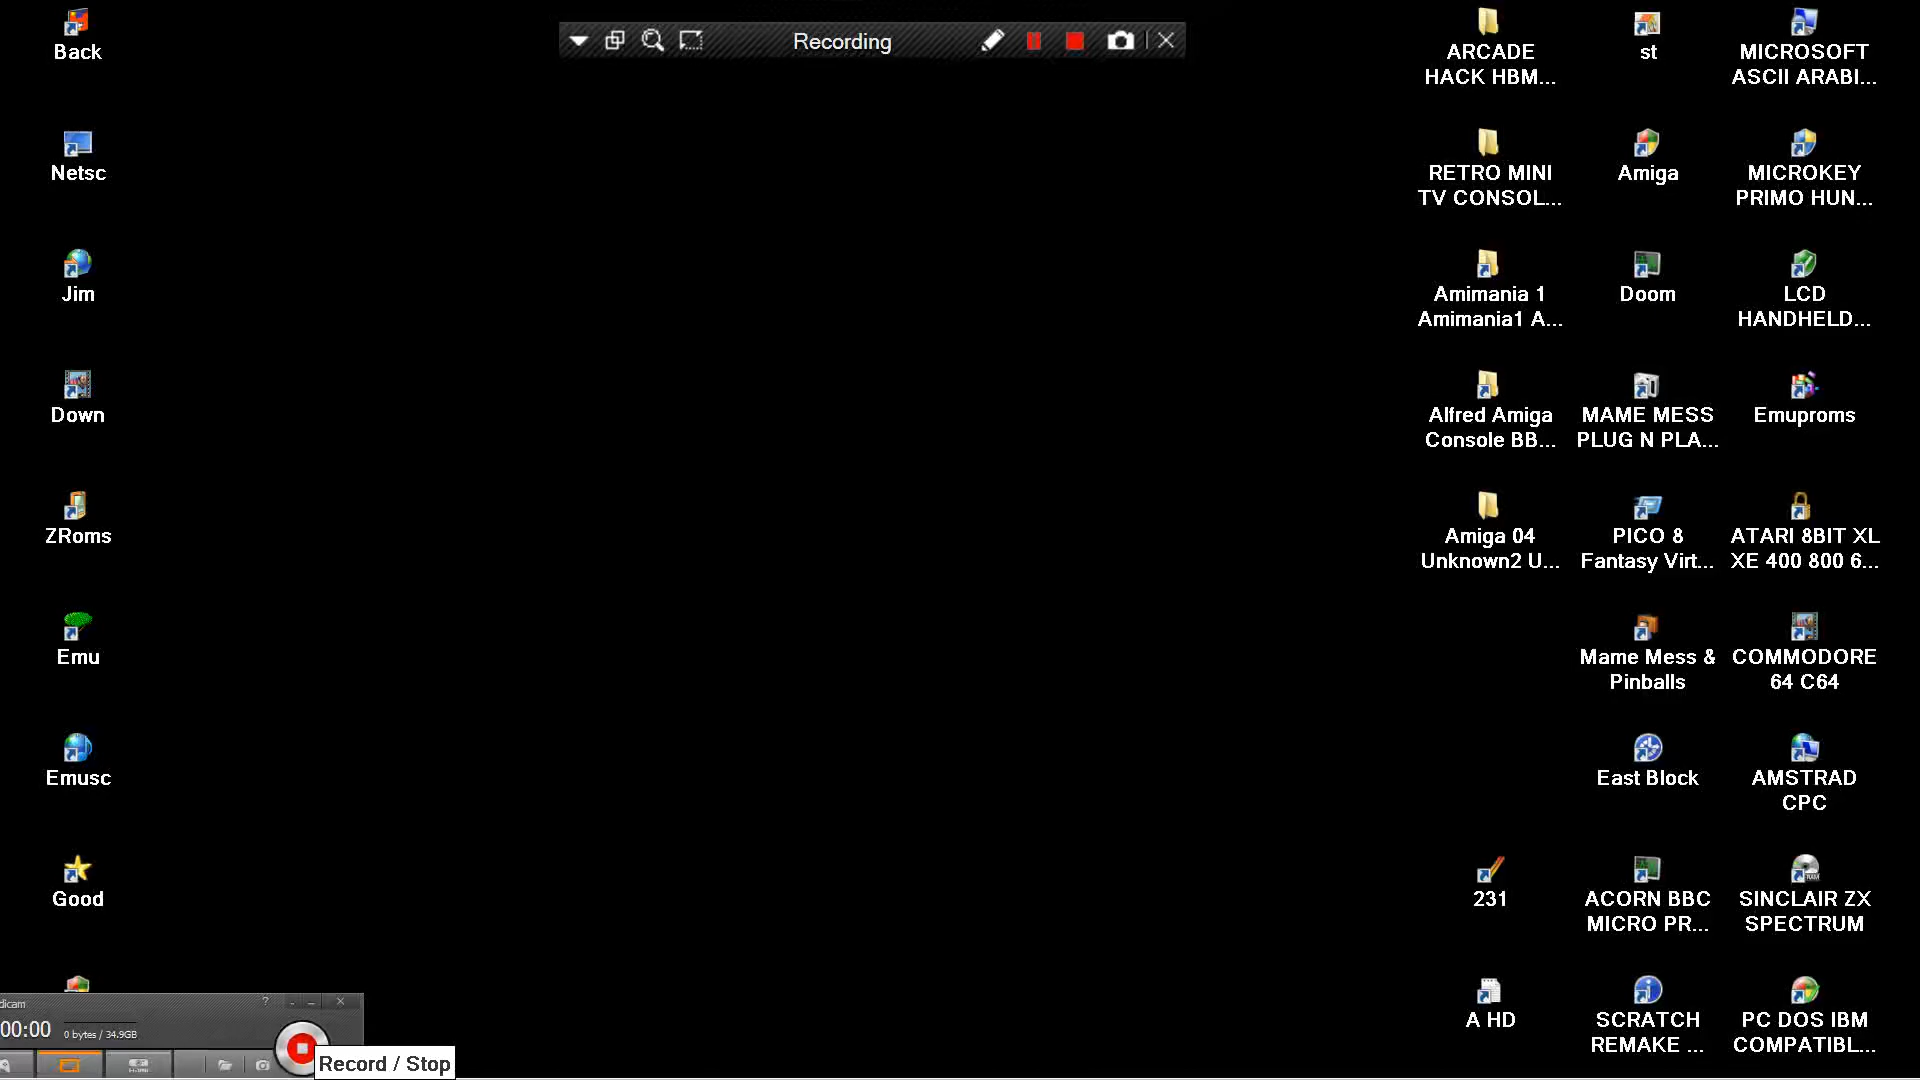 Recording
Back
Netsc
Jim
Down
ZRoms
Emu
Emusc
Good
ARCADE
HACK HBM...
RETRO MINI
TV CONSOL...
Amimania 1
Amimania1 A...
Alfred Amiga
Console BB...
Amiga 04
Unknown2 U...
231
A HD
st
Amiga
Doom
MAME MESS
PLUG N PLA...
PICO 8
Fantasy Virt...
Mame Mess &
Pinballs
East Block
ACORN BBC
MICRO PR...
SCRATCH
REMAKE ...
MICROSOFT
ASCII ARABI...
MICROKEY
PRIMO HUN...
LCD
HANDHELD...
Emuproms
ATARI 8BIT XL
XE 400 800 6...
COMMODORE
64 C64
AMSTRAD
CPC
SINCLAIR ZX
SPECTRUM
PC DOS IBM
COMPATIBL...
dicam
00:00
0 bytes / 34.9GB
Record / Stop